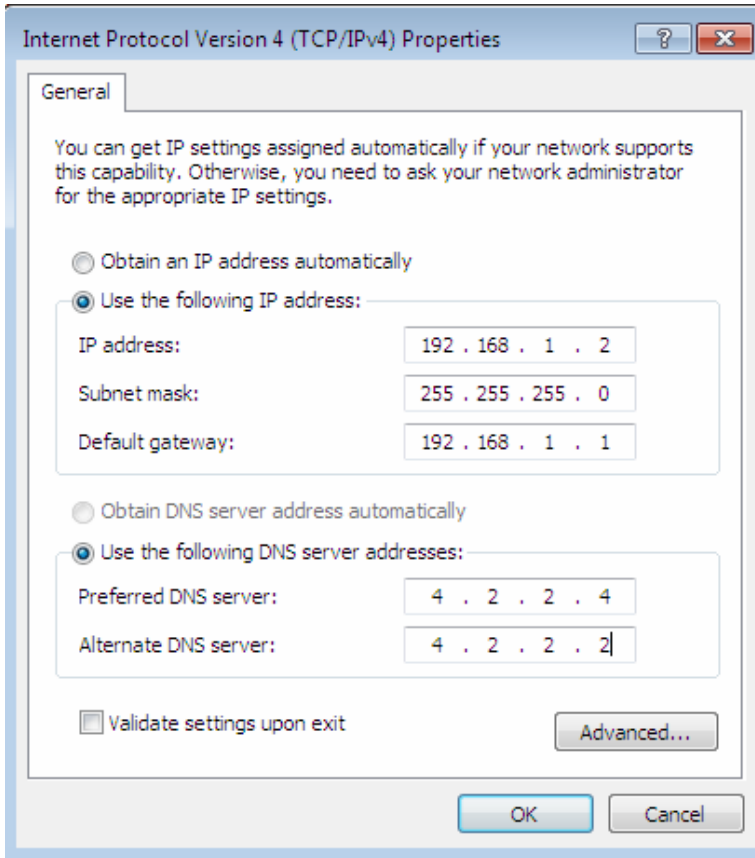 Internet Protocol Version 4 (TCP/IPv4) Properties
General
You can get IP settings assigned automatically if your network supports
this capability. Otherwise, you need to ask your network administrator
for the appropriate IP settings.
Obtain an IP address automatically
Use the following IP address:
IP address: 192 . 168 . 1 . 2
Subnet mask: 255 . 255 . 255 . 0
Default gateway: 192 . 168 . 1 . 1
Obtain DNS server address automatically
Use the following DNS server addresses:
Preferred DNS server: 4 . 2 . 2 . 4
Alternate DNS server: 4 . 2 . 2 . 2
Validate settings upon exit
Advanced...
OK Cancel